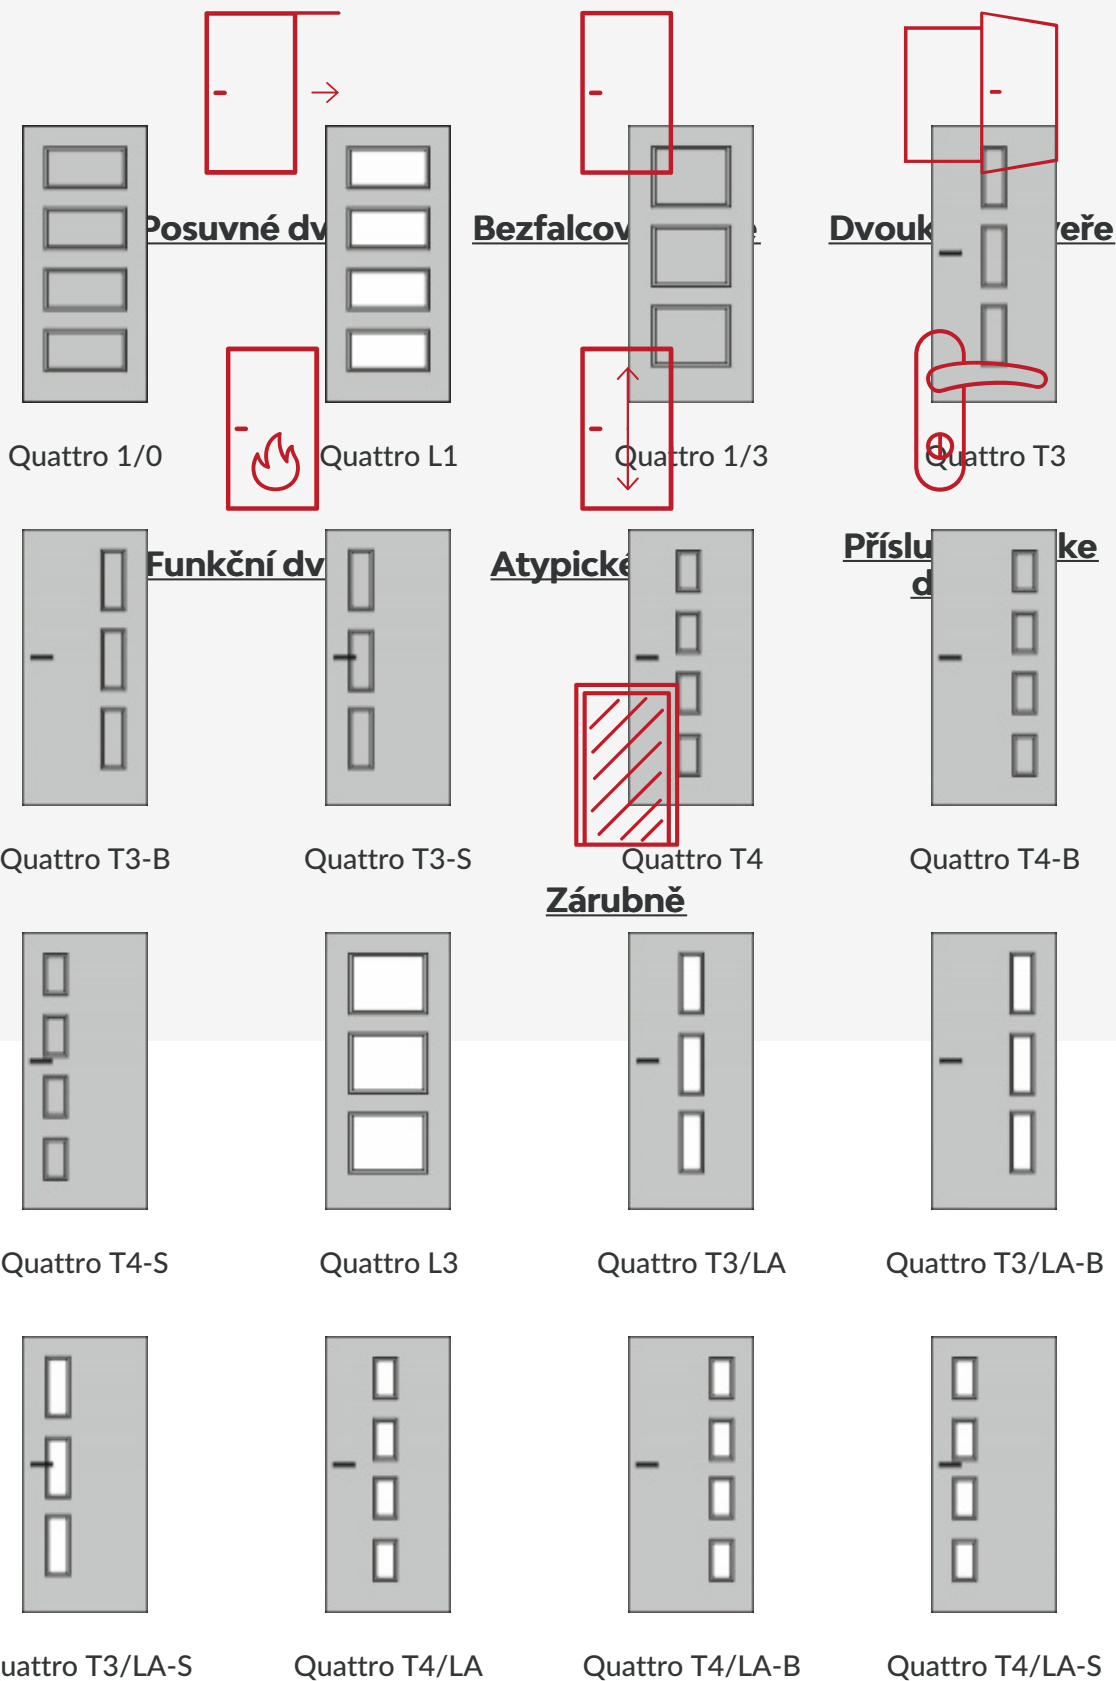 Posuvné dv
Bezfalcov
Dvouk veře
Quattro 1/0
Quattro L1
Quattro 1/3
Quattro T3
Funkční dv
Atypické
Příslu ke
d
Quattro T3-B
Quattro T3-S
Quattro T4
Quattro T4-B
Zárubně
Quattro T4-S
Quattro L3
Quattro T3/LA
Quattro T3/LA-B
uattro T3/LA-S
Quattro T4/LA
Quattro T4/LA-B
Quattro T4/LA-S